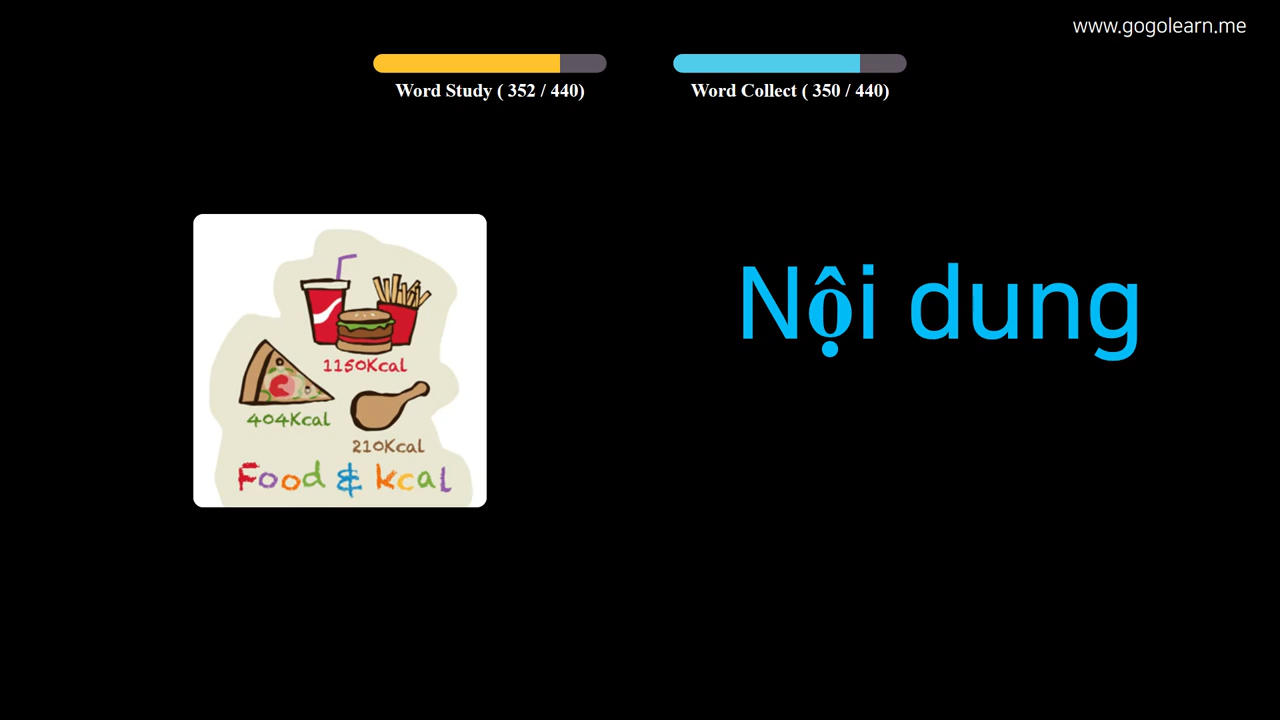 www.gogolearn.me
Word Study ( 352 / 440)
Word Collect ( 350 / 440)
Nội dung
1150Kcal
404Kcal
210Kcal
Food & kcal